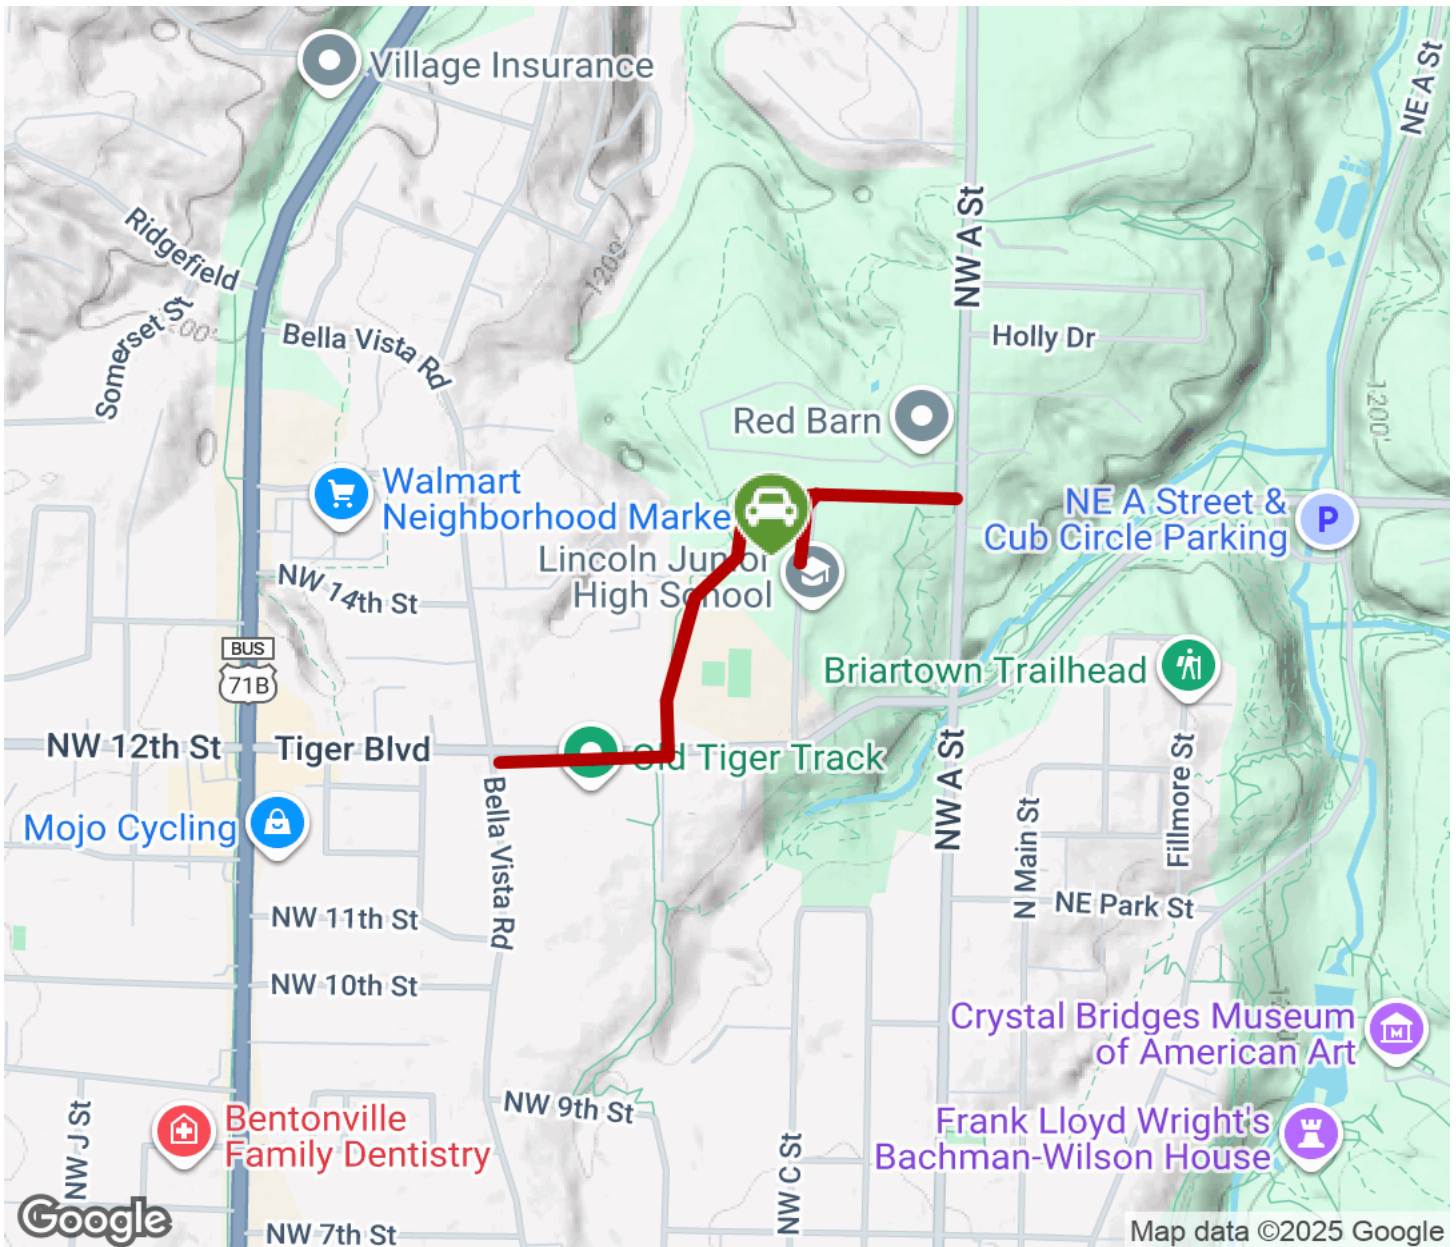 Village Insurance
NE A St
Ridgefield
NW A St
1200'
Somerset St
1200'
Bella Vista Rd
Holly Dr
1200'
Red Barn
Walmart
Neighborhood Marke
NE A Street &
Cub Circle Parking
P
Lincoln Junior
High School
NW 14th St
BUS
71B
Briartown Trailhead
NW 12th St
Tiger Blvd
Old Tiger Track
NW A St
Fillmore St
Mojo Cycling
Bella Vista Rd
N Main St
NE Park St
NW 11th St
NW 10th St
Crystal Bridges Museum
of American Art
M
NW 9th St
Bentonville
Family Dentistry
NW J St
Frank Lloyd Wright's
Bachman-Wilson House
NW C St
Google
NW 7th St
Map data ©2025 Google